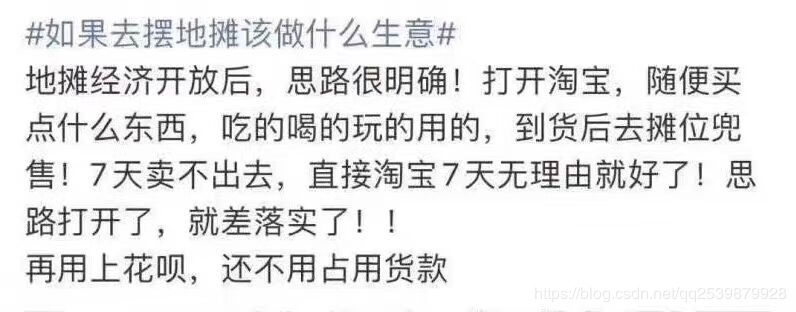 #如果去摆地摊该做什么生意#
地摊经济开放后，思路很明确！打开淘宝，随便买
点什么东西，吃的喝的玩的用的，到货后去摊位兜
售！7天卖不出去，直接淘宝7天无理由就好了！思
路打开了，就差落实了！！
再用上花呗，还不用占用货款
https://blog.csdn.net/qq2539879928